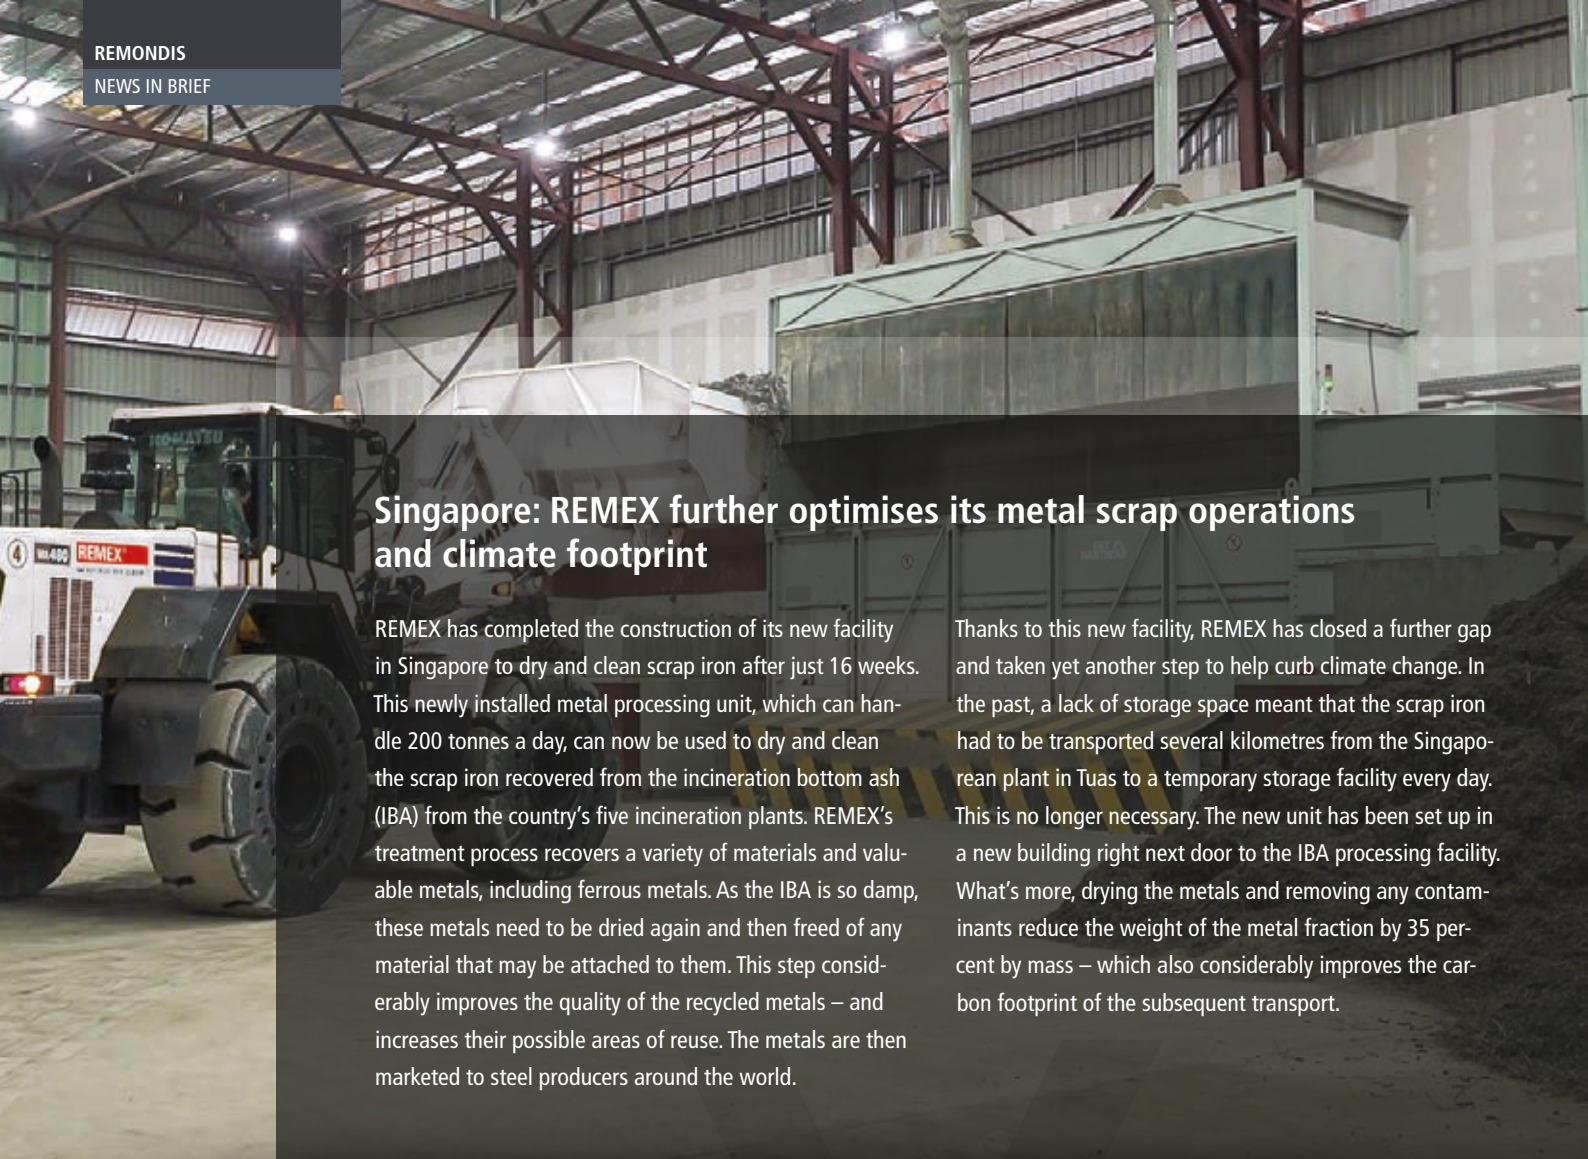 REMONDIS
NEWS IN BRIEF
KOMATSU
4
WA480
REMEX
Singapore: REMEX further optimises its metal scrap operations
and climate footprint
REMEX has completed the construction of its new facility
in Singapore to dry and clean scrap iron after just 16 weeks.
This newly installed metal processing unit, which can han-
dle 200 tonnes a day, can now be used to dry and clean
the scrap iron recovered from the incineration bottom ash
(IBA) from the country’s five incineration plants. REMEX’s
treatment process recovers a variety of materials and valu-
able metals, including ferrous metals. As the IBA is so damp,
these metals need to be dried again and then freed of any
material that may be attached to them. This step consid-
erably improves the quality of the recycled metals – and
increases their possible areas of reuse. The metals are then
marketed to steel producers around the world.
Thanks to this new facility, REMEX has closed a further gap
and taken yet another step to help curb climate change. In
the past, a lack of storage space meant that the scrap iron
had to be transported several kilometres from the Singapo-
rean plant in Tuas to a temporary storage facility every day.
This is no longer necessary. The new unit has been set up in
a new building right next door to the IBA processing facility.
What’s more, drying the metals and removing any contam-
inants reduce the weight of the metal fraction by 35 per-
cent by mass – which also considerably improves the car-
bon footprint of the subsequent transport.